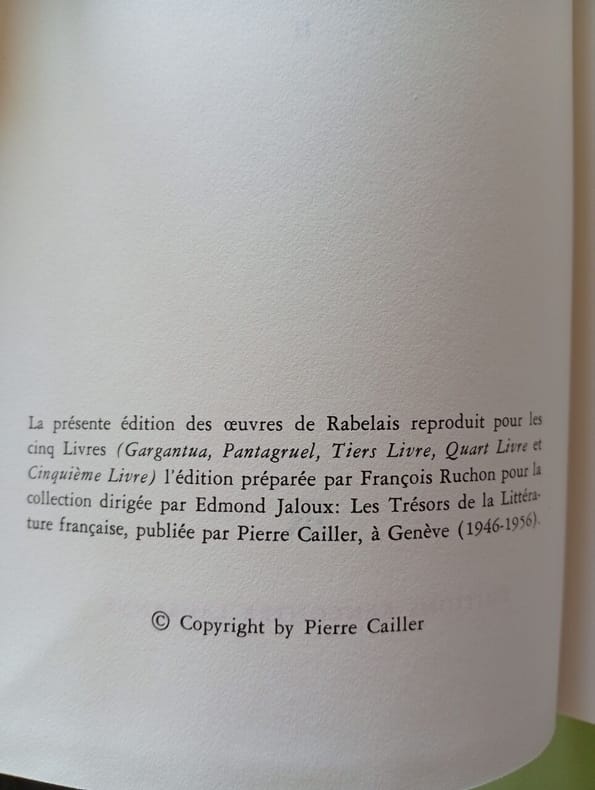 La présente édition des œuvres de Rabelais reproduit pour les
cinq Livres (Gargantua, Pantagruel, Tiers Livre, Quart Livre et
Cinquième Livre) l'édition préparée par François Ruchon pour la
collection dirigée par Edmond Jaloux: Les Trésors de la Littéra-
ture française, publiée par Pierre Cailler, à Genève (1946-1956).
© Copyright by Pierre Cailler